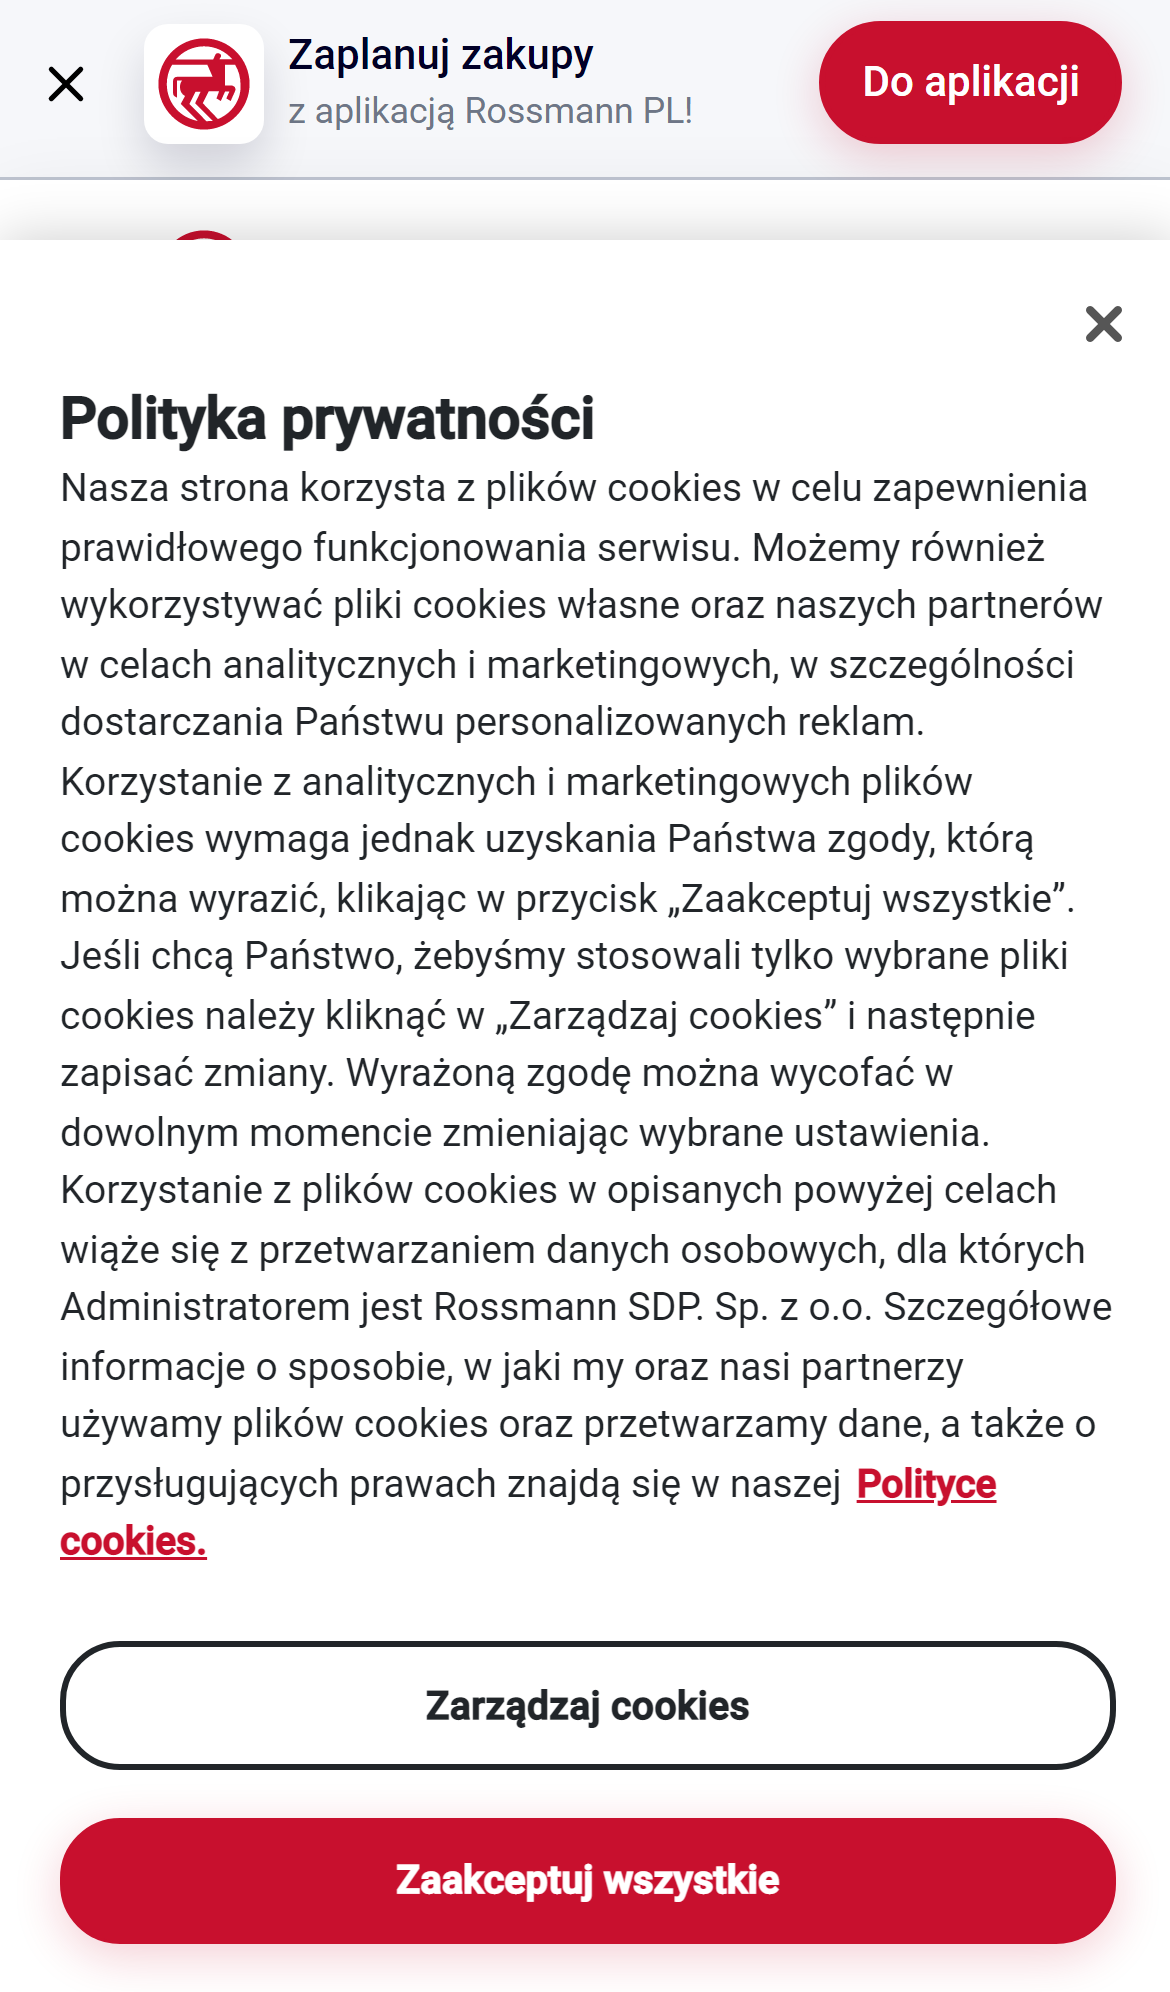 Zaplanuj zakupy
z aplikacją Rossmann PL!
Do aplikacji
Polityka prywatności
Nasza strona korzysta z plików cookies w celu zapewnienia
prawidłowego funkcjonowania serwisu. Możemy również
wykorzystywać pliki cookies własne oraz naszych partnerów
w celach analitycznych i marketingowych, w szczególności
dostarczania Państwu personalizowanych reklam.
Korzystanie z analitycznych i marketingowych plików
cookies wymaga jednak uzyskania Państwa zgody, którą
można wyrazić, klikając w przycisk „Zaakceptuj wszystkie”.
Jeśli chcą Państwo, żebyśmy stosowali tylko wybrane pliki
cookies należy kliknąć w „Zarządzaj cookies” i następnie
zapisać zmiany. Wyrażoną zgodę można wycofać w
dowolnym momencie zmieniając wybrane ustawienia.
Korzystanie z plików cookies w opisanych powyżej celach
wiąże się z przetwarzaniem danych osobowych, dla których
Administratorem jest Rossmann SDP. Sp. z o.o. Szczegółowe
informacje o sposobie, w jaki my oraz nasi partnerzy
używamy plików cookies oraz przetwarzamy dane, a także o
przysługujących prawach znajdą się w naszej Polityce
cookies.
Zarządzaj cookies
Zaakceptuj wszystkie